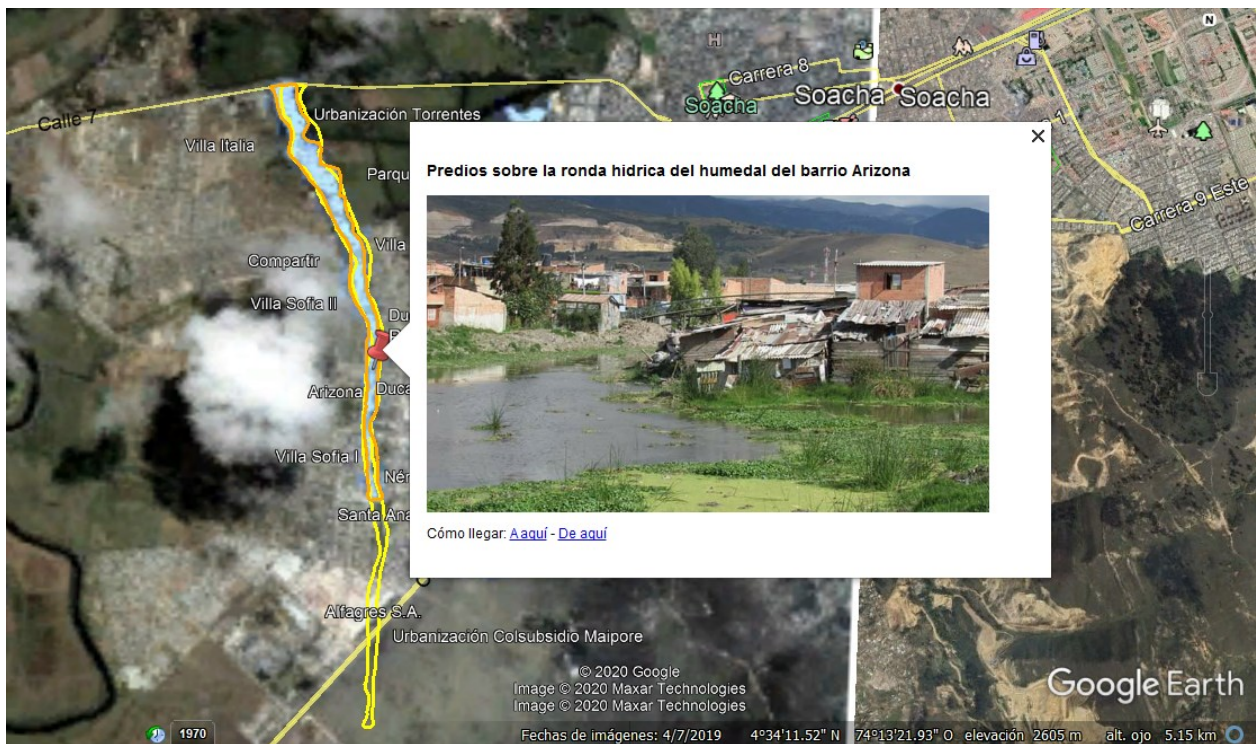 N
H
Carrera 8
Soacha
Soacha
Soacha
Calle 7
Urbanización Torrentes
Villa Italia
Parqu
Predios sobre la ronda hidrica del humedal del barrio Arizona
Carrera 9 Este
Villa
Compartir
Villa Sofia II
Du
Arizona
Duca
Villa Sofia I
Santa Ana
Cómo llegar: A aquí - De aquí
Alfagres S.A.
Urbanización Colsubsidio Maipore
© 2020 Google
Image © 2020 Maxar Technologies
Image © 2020 Maxar Technologies
Google Earth
1970
Fechas de imágenes: 4/7/2019 4°34'11.52" N 74°13'21.93" O elevación 2605 m alt. ojo 5.15 km